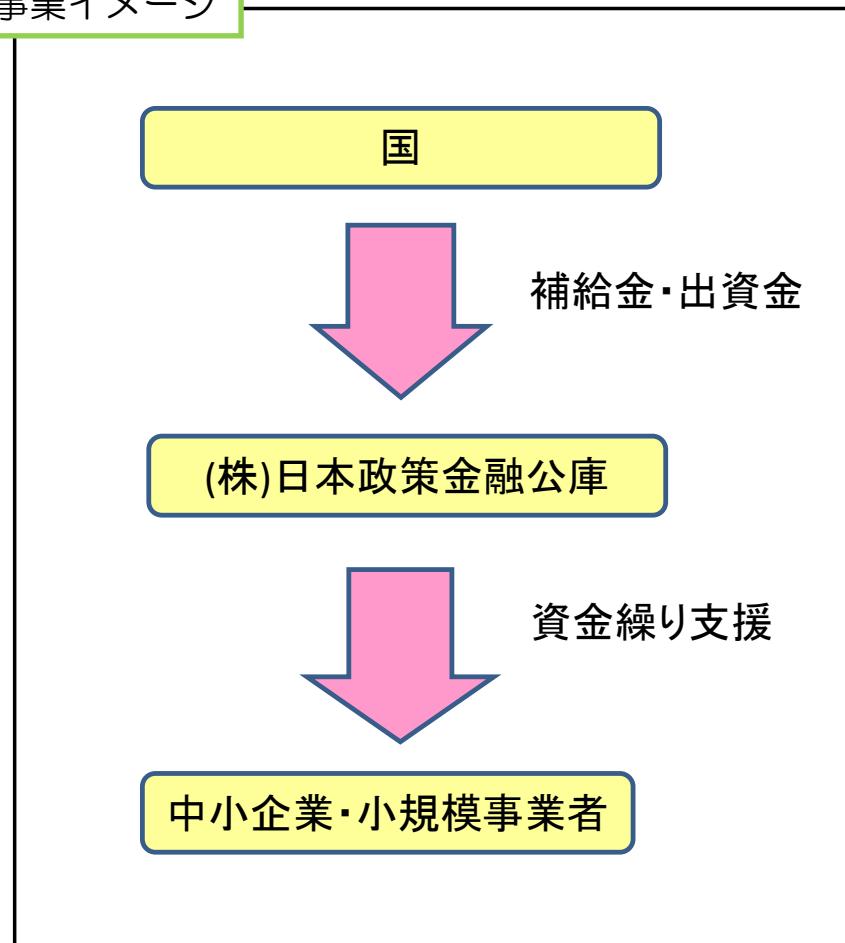 事業イメージ
国
補給金・出資金
(株)日本政策金融公庫
資金繰り支援
中小企業・小規模事業者